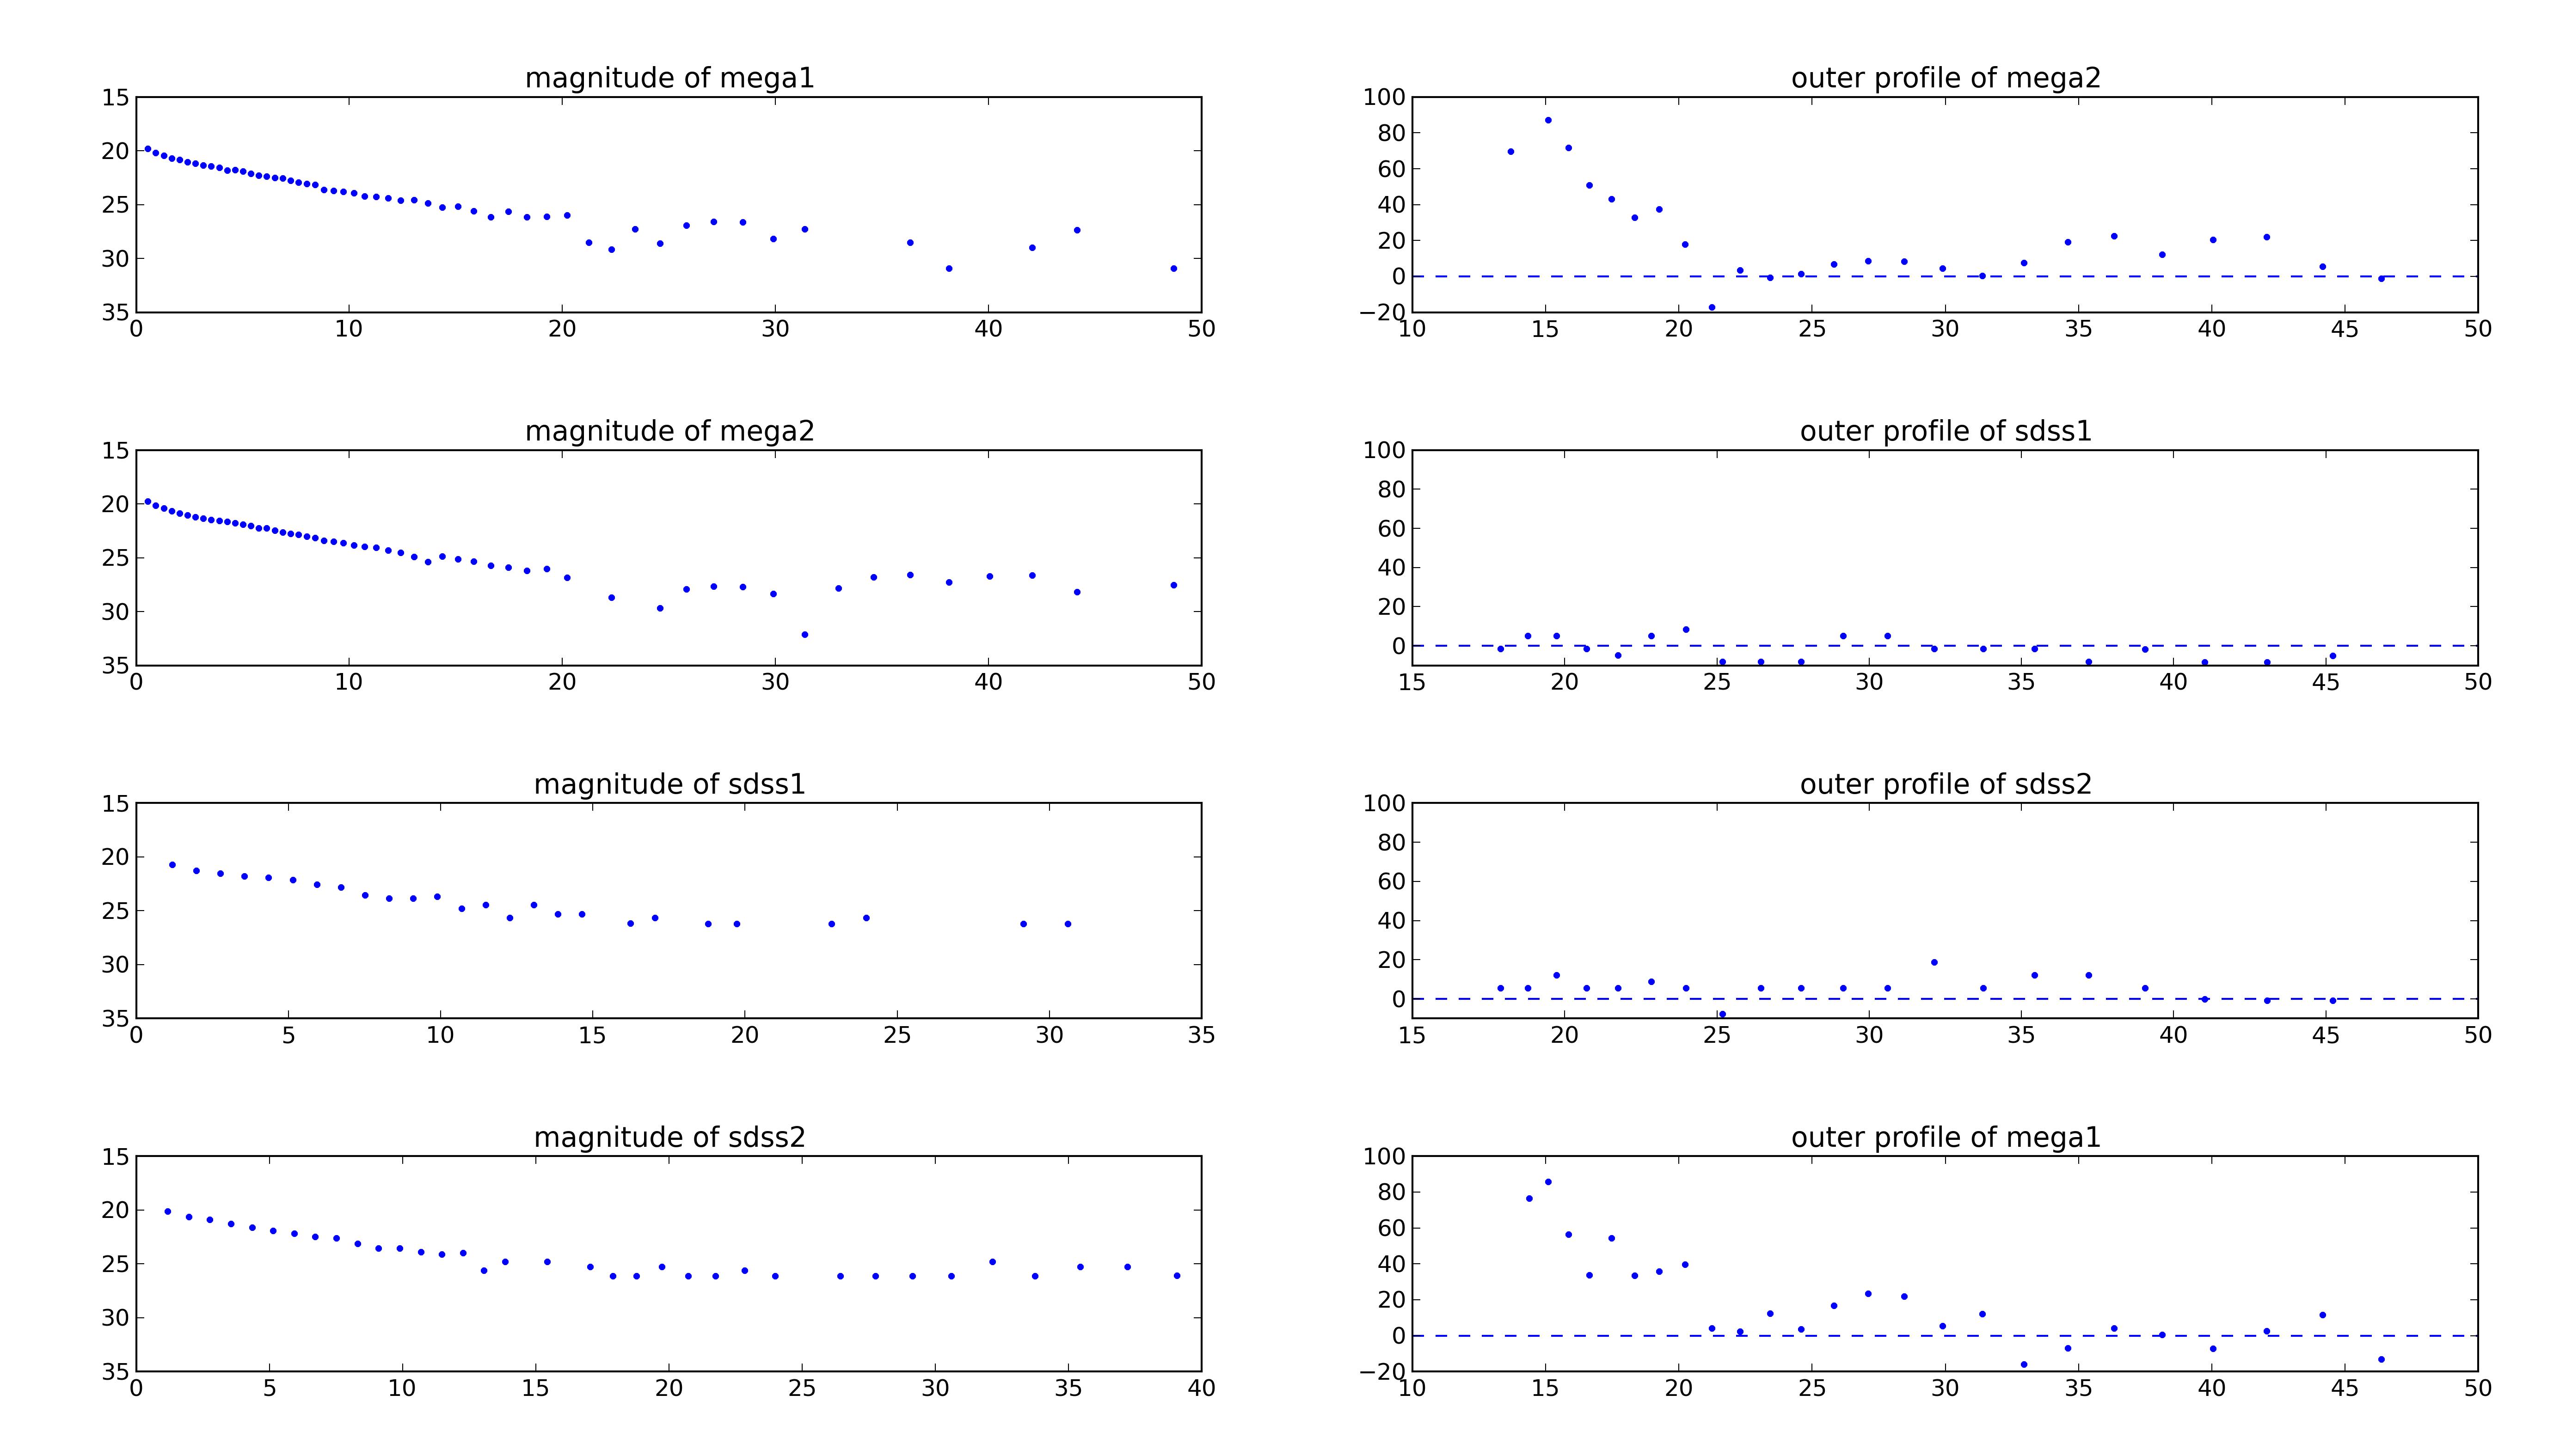 magnitude of mega1
15
20
25
30
35
0 10 20 30 40 50
outer profile of mega2
100
80
60
40
20
0
−20
10 15 20 25 30 35 40 45 50
magnitude of mega2
15
20
25
30
35
0 10 20 30 40 50
outer profile of sdss1
100
80
60
40
20
0
15 20 25 30 35 40 45 50
magnitude of sdss1
15
20
25
30
35
0 5 10 15 20 25 30 35
outer profile of sdss2
100
80
60
40
20
0
15 20 25 30 35 40 45 50
magnitude of sdss2
15
20
25
30
35
0 5 10 15 20 25 30 35 40
outer profile of mega1
100
80
60
40
20
0
−20
10 15 20 25 30 35 40 45 50